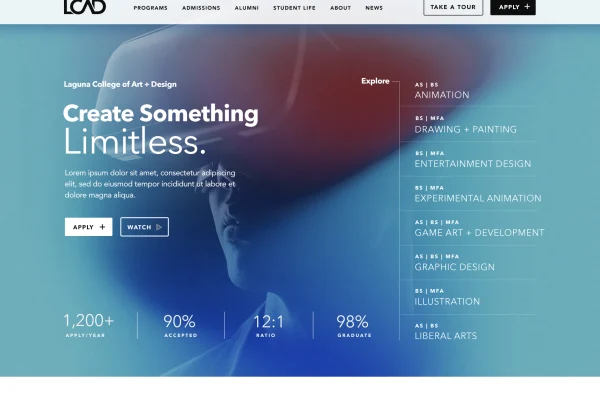 LCAD
PROGRAMS ADMISSIONS ALUMNI STUDENT LIFE ABOUT NEWS TAKE A TOUR APPLY +
Laguna College of Art + Design
Create Something
Limitless.
Lorem ipsum dolor sit amet, consectetur adipiscing
elit, sed do eiusmod tempor incididunt ut labore et
dolore magna aliqua.
APPLY + WATCH
1,200+ 90% 12:1 98%
APPLY/YEAR ACCEPTED RATIO GRADUATE
Explore
AS | BS
ANIMATION
BS | MFA
DRAWING + PAINTING
BS | MFA
ENTERTAINMENT DESIGN
BS | MFA
EXPERIMENTAL ANIMATION
AS | BS | MFA
GAME ART + DEVELOPMENT
AS | BS | MFA
GRAPHIC DESIGN
BS | MFA
ILLUSTRATION
AS | BS
LIBERAL ARTS